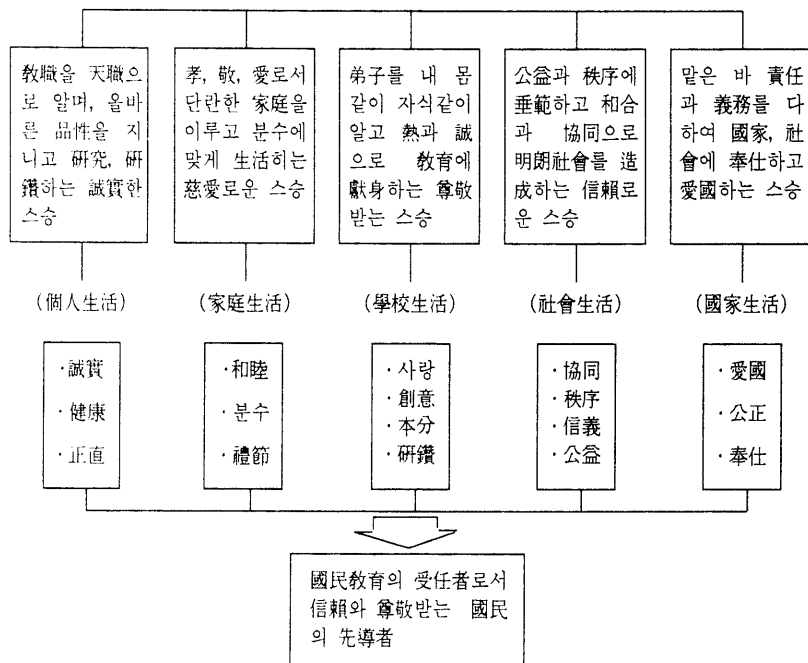 教職을 天職으
로 알며, 올바
른 品性을 지
니고 硏究, 硏
鑽하는 誠實한
스승
孝, 敬, 愛로서
단란한 家庭을
이루고 분수에
맞게 生活하는
慈愛로운 스승
弟子를 내 몸
같이 자식같이
알고 熱과 誠
으로 敎育에
獻身하는 尊敬
받는 스승
公益과 秩序에
垂範하고 和合
과 協同으로
明朗社會를 造
成하는 信賴로
운 스승
맡은 바 責任
과 義務를 다
하여 國家, 社
會에 奉仕하고
愛國하는 스승
(個人生活)
(家庭生活)
(學校生活)
(社會生活)
(國家生活)
·誠實
·健康
·正直
·和睦
·분수
·禮節
·사랑
·創意
·本分
·硏鑽
·協同
·秩序
·信義
·公益
·愛國
·公正
·奉仕
國民敎育의 受任者로서
信賴와 尊敬받는 國民
의 先導者